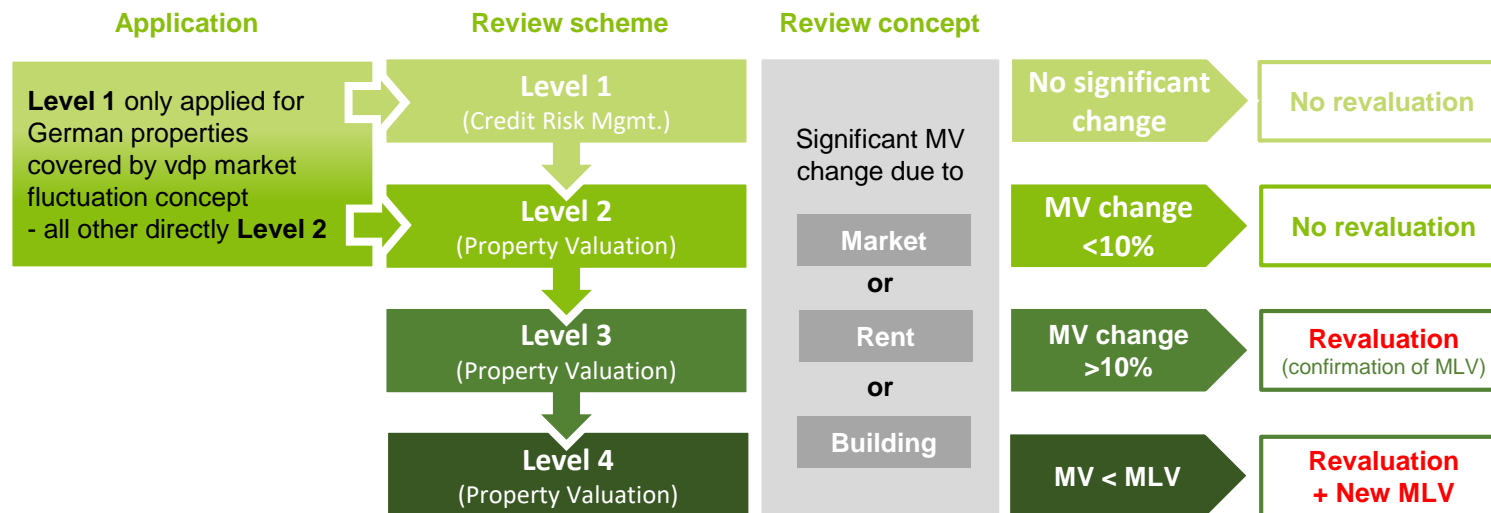 Application
Review scheme
Review concept
Level 1 only applied for
German properties
covered by vdp market
fluctuation concept
- all other directly Level 2
Level 1
(Credit Risk Mgmt.)
Level 2
(Property Valuation)
Level 3
(Property Valuation)
Level 4
(Property Valuation)
Significant MV
change due to
Market
or
Rent
or
Building
No significant
change
No revaluation
MV change
<10%
No revaluation
MV change
>10%
Revaluation
(confirmation of MLV)
MV < MLV
Revaluation
+ New MLV